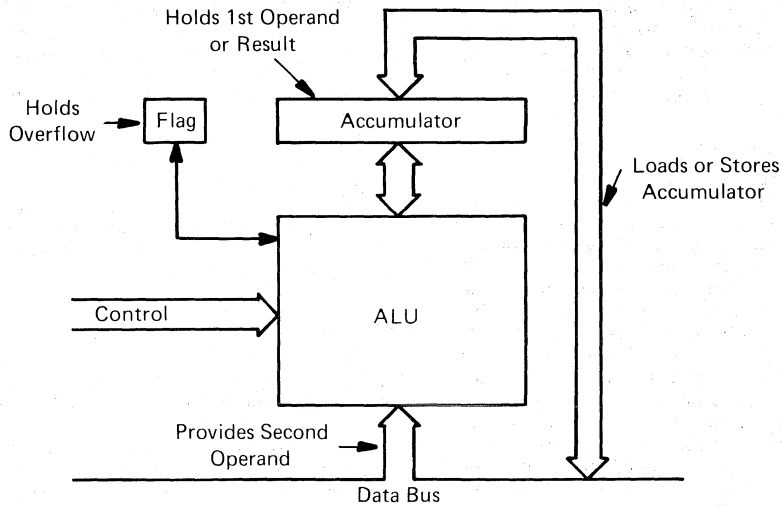 Holds 1st Operand
or Result
Holds
Overflow
Flag
Accumulator
Loads or Stores
Accumulator
Control
ALU
Provides Second
Operand
Data Bus